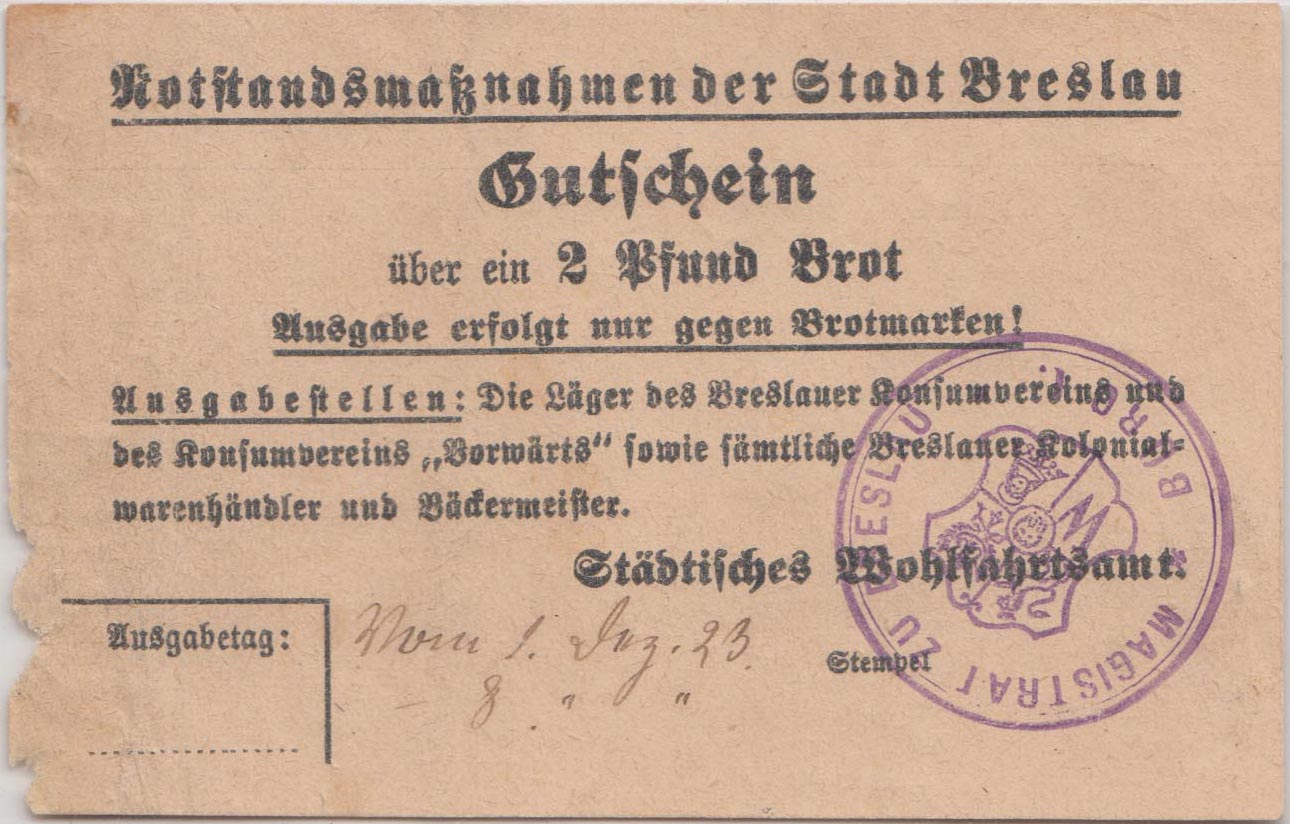 Notstandsmaßnahmen der Stadt Breslau
Gutschein
über ein 2 Pfund Brot
Ausgabe erfolgt nur gegen Brotmarken!
Ausgabestellen: Die Läger des Breslauer Konsumvereins und
des Konsumvereins „Vorwärts“ sowie sämtliche Breslauer Kolonial-
warenhändler und Bäckermeister.
Städtisches Wohlfahrtsamt.
Ausgabetag:
Vom 1. Dez. 23.
– 8 . " "
Stempel
MAGISTRAT ZU BRESLAU
* BÜRO
W